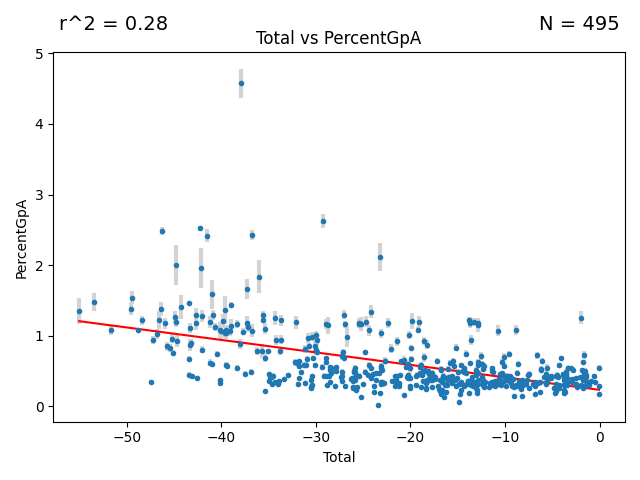 r^2 = 0.28
N = 495
Total vs PercentGpA
5
4
3
2
1
0
PercentGpA
−50
−40
−30
−20
−10
0
Total